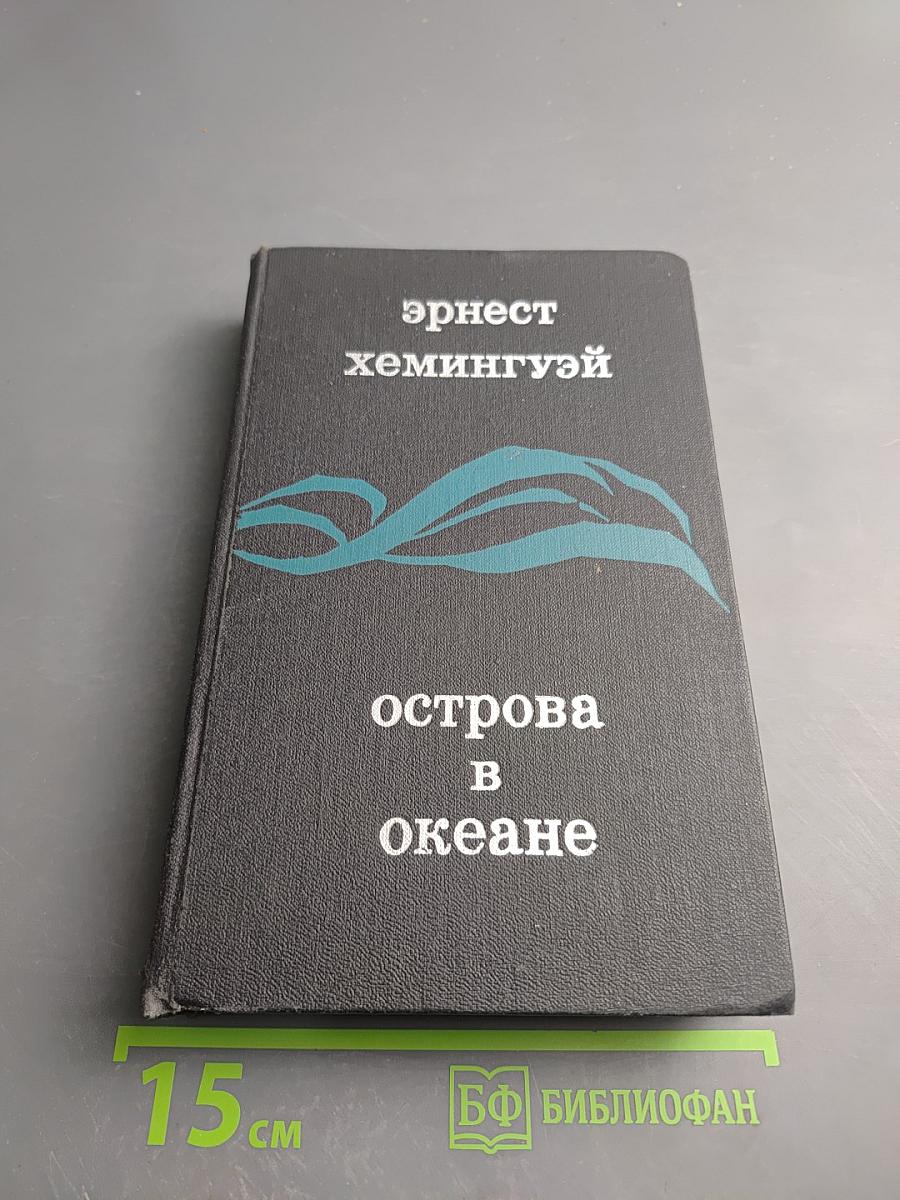 эрнест
хемингуэй
острова
в
океане
15 см
БФ БИБЛИОФАН